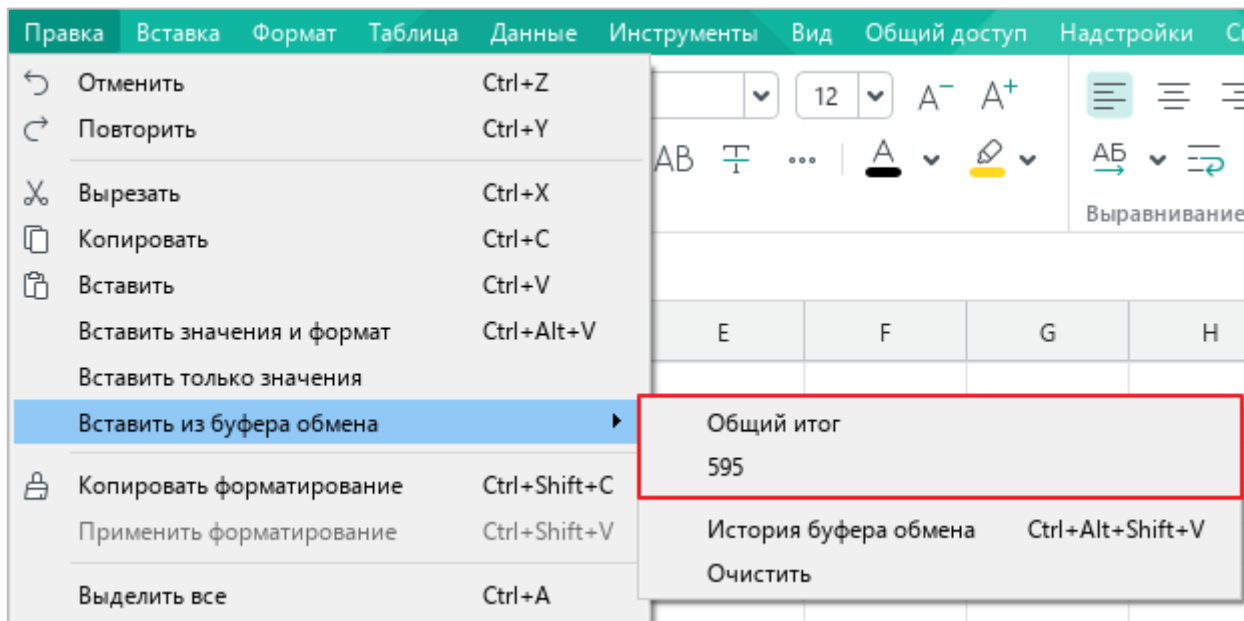 Правка Вставка Формат Таблица Данные Инструменты Вид Общий доступ Надстройки
Отменить Ctrl+Z
12 A⁻ A⁺
Повторить Ctrl+Y
АВ Т ... А АБ
Вырезать Ctrl+X
Выравнивание
Копировать Ctrl+C
Вставить Ctrl+V
Вставить значения и формат Ctrl+Alt+V
E F G H
Вставить только значения
Вставить из буфера обмена
Общий итог
595
Копировать форматирование Ctrl+Shift+C
Применить форматирование Ctrl+Shift+V
История буфера обмена Ctrl+Alt+Shift+V
Очистить
Выделить все Ctrl+A